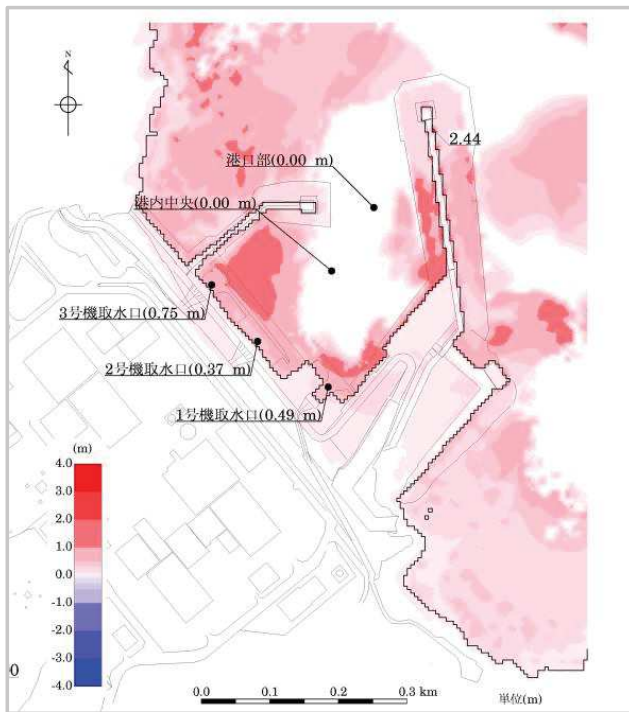 N
2.44
港口部(0.00 m)
港内中央(0.00 m)
3号機取水口(0.75 m)
2号機取水口(0.37 m)
1号機取水口(0.49 m)
(m)
4.0
3.0
2.0
1.0
0.0
-1.0
-2.0
-3.0
-4.0
0
0.0 0.1 0.2 0.3 km
単位(m)